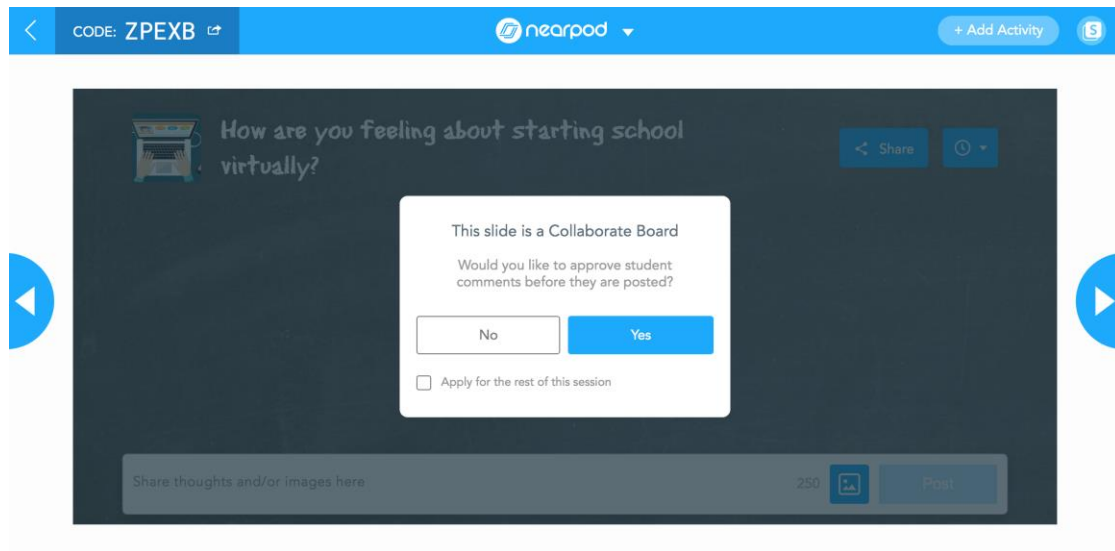 CODE: ZPEXB
nearpod
+ Add Activity
S
How are you feeling about starting school
virtually?
Share
This slide is a Collaborate Board
Would you like to approve student
comments before they are posted?
No
Yes
Apply for the rest of this session
Share thoughts and/or images here
250
Post